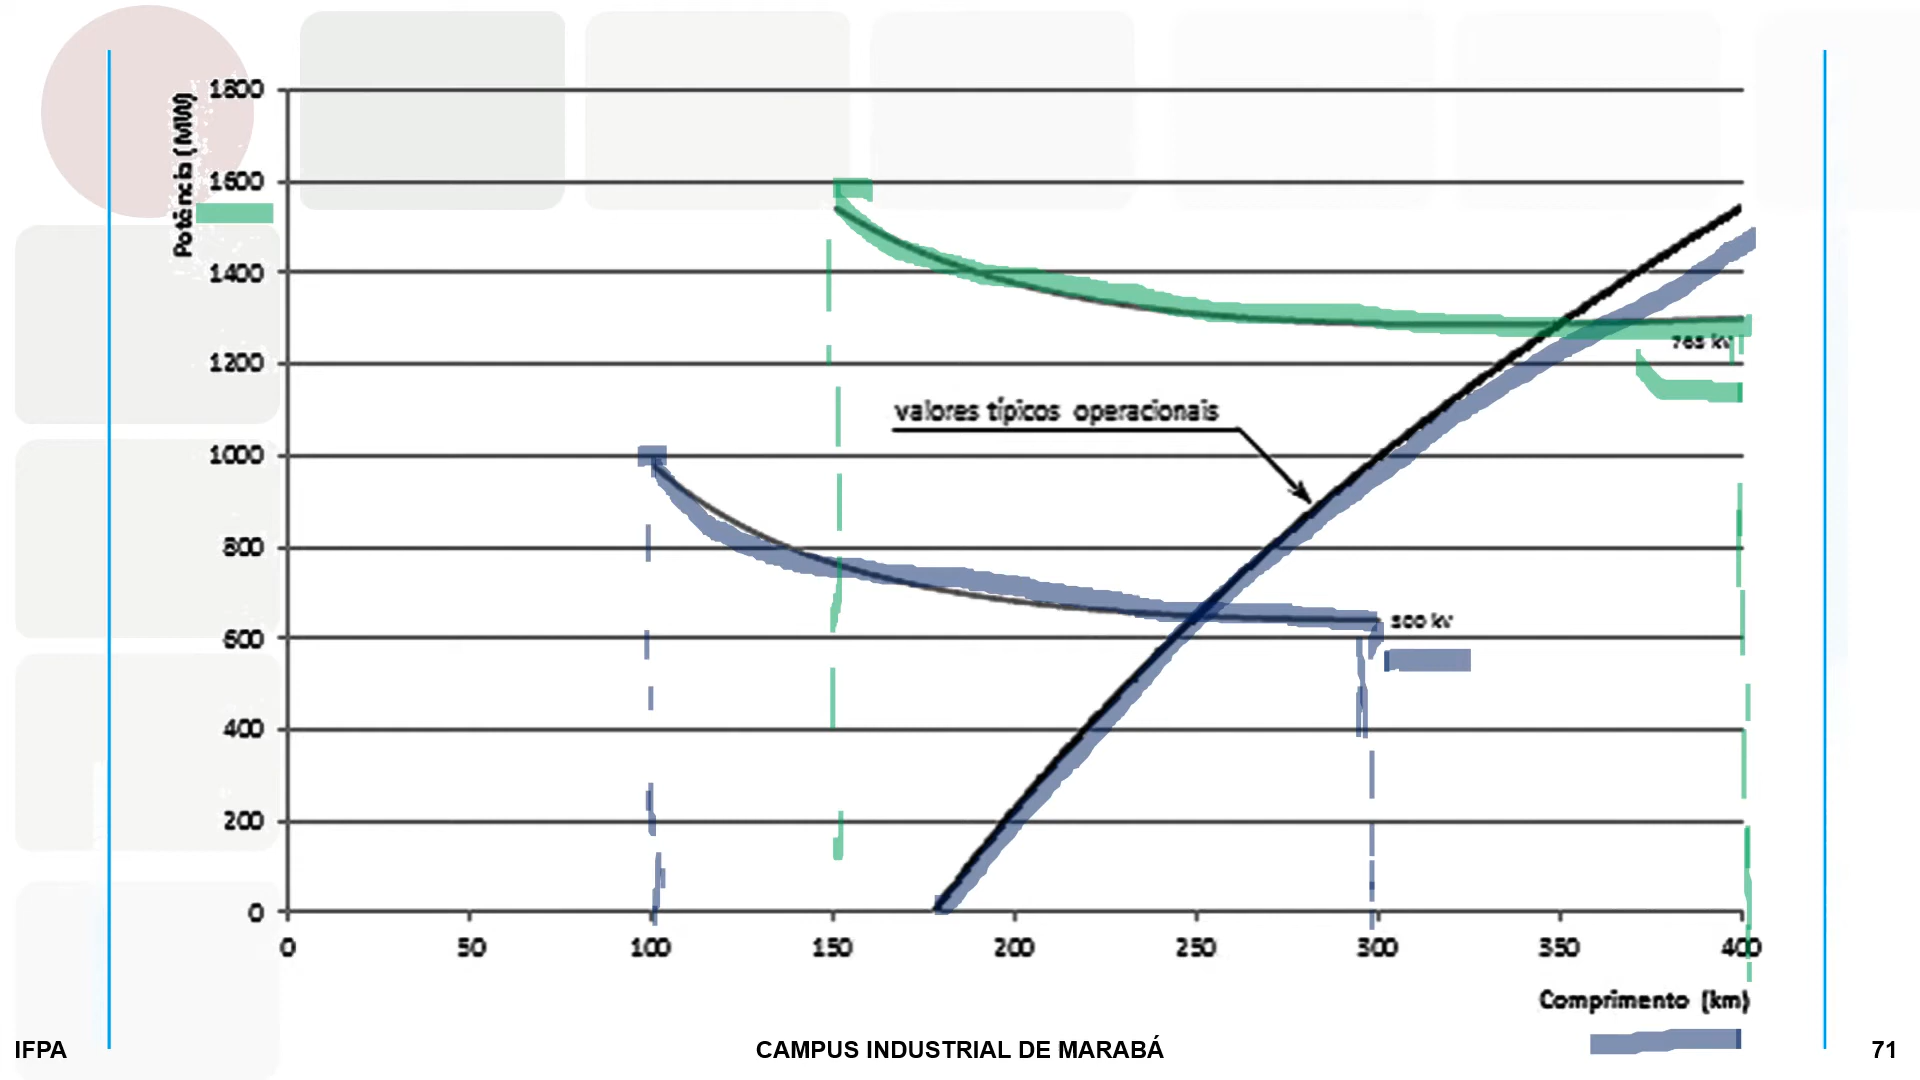 Potência (MW)
1800
1600
1400
1200
1000
800
600
400
200
0
765 kV
valores típicos operacionais
500 kV
0 50 100 150 200 250 300 350 400
Comprimento (km)
IFPA
CAMPUS INDUSTRIAL DE MARABÁ
71